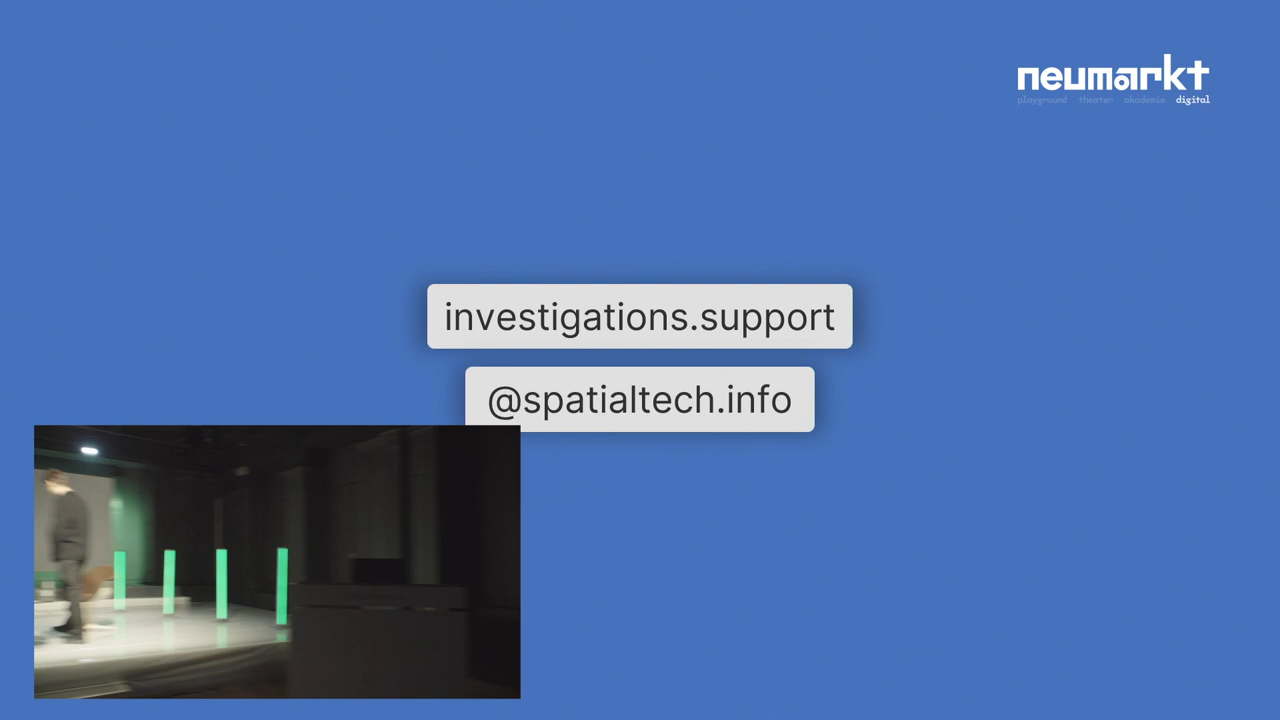 neumarkt
playground theater akademie digital
investigations.support
@spatialtech.info